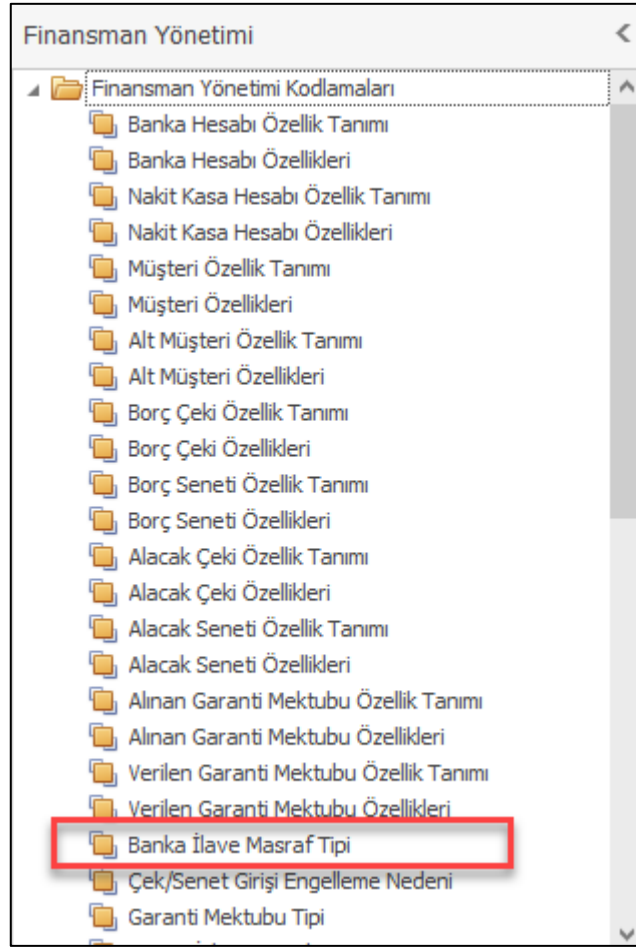 Finansman Yönetimi
Finansman Yönetimi Kodlamaları
Banka Hesabı Özellik Tanımı
Banka Hesabı Özellikleri
Nakit Kasa Hesabı Özellik Tanımı
Nakit Kasa Hesabı Özellikleri
Müşteri Özellik Tanımı
Müşteri Özellikleri
Alt Müşteri Özellik Tanımı
Alt Müşteri Özellikleri
Borç Çeki Özellik Tanımı
Borç Çeki Özellikleri
Borç Seneti Özellik Tanımı
Borç Seneti Özellikleri
Alacak Çeki Özellik Tanımı
Alacak Çeki Özellikleri
Alacak Seneti Özellik Tanımı
Alacak Seneti Özellikleri
Alınan Garanti Mektubu Özellik Tanımı
Alınan Garanti Mektubu Özellikleri
Verilen Garanti Mektubu Özellik Tanımı
Verilen Garanti Mektubu Özellikleri
Banka İlave Masraf Tipi
Çek/Senet Girişi Engelleme Nedeni
Garanti Mektubu Tipi